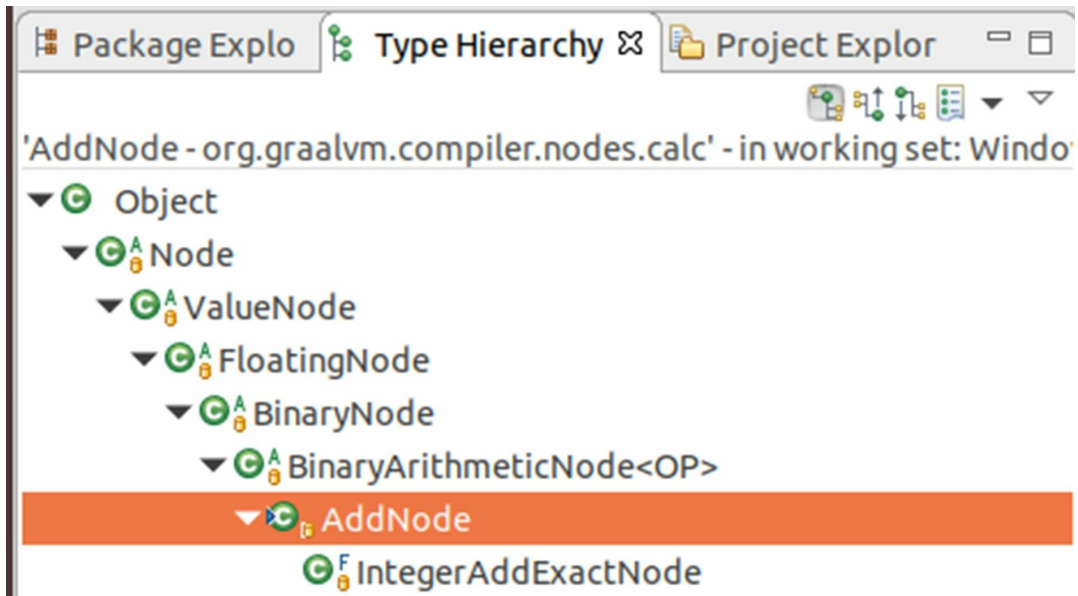 Package Explo Type Hierarchy Project Explor
'AddNode - org.graalvm.compiler.nodes.calc' - in working set: Windo
C Object
C A Node
C A ValueNode
C A FloatingNode
C A BinaryNode
C A BinaryArithmeticNode<OP>
C AddNode
C F IntegerAddExactNode